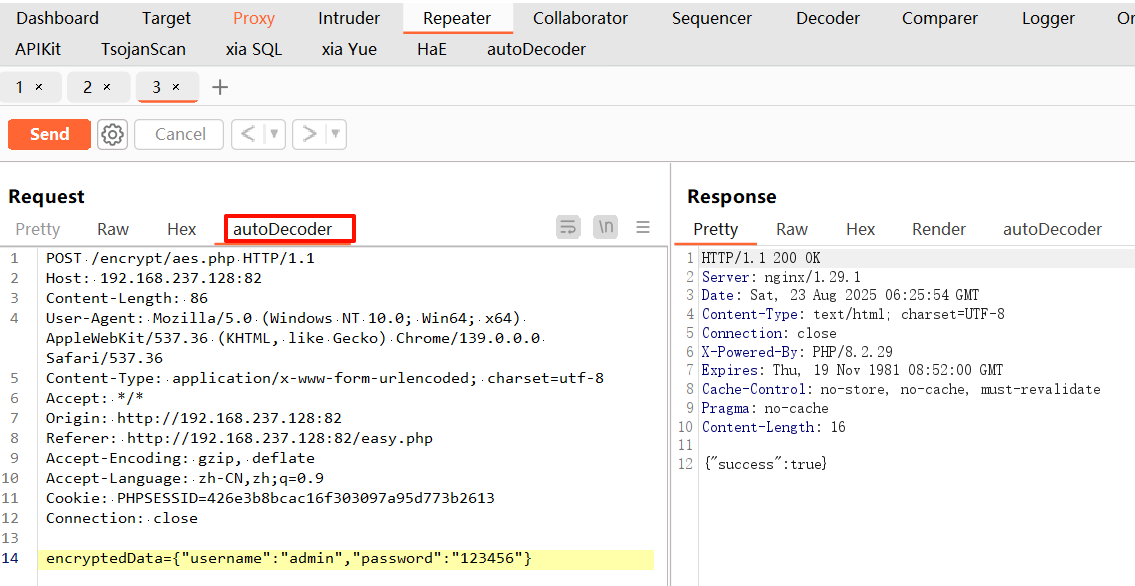 Dashboard Target Proxy Intruder Repeater Collaborator Sequencer Decoder Comparer Logger
APIKit TsojanScan xia SQL xia Yue HaE autoDecoder
1 × 2 × 3 × +
Send Cancel < ▼ > ▼
Request
Pretty Raw Hex autoDecoder \n ≡
1 POST /encrypt/aes.php HTTP/1.1
2 Host: 192.168.237.128:82
3 Content-Length: 86
4 User-Agent: Mozilla/5.0 (Windows NT 10.0; Win64; x64)
AppleWebKit/537.36 (KHTML, like Gecko) Chrome/139.0.0.0
Safari/537.36
5 Content-Type: application/x-www-form-urlencoded; charset=utf-8
6 Accept: */*
7 Origin: http://192.168.237.128:82
8 Referer: http://192.168.237.128:82/easy.php
9 Accept-Encoding: gzip, deflate
10 Accept-Language: zh-CN,zh;q=0.9
11 Cookie: PHPSESSID=426e3b8bcac16f303097a95d773b2613
12 Connection: close
13
14 encryptedData={"username":"admin","password":"123456"}
Response
Pretty Raw Hex Render autoDecoder
1 HTTP/1.1 200 OK
2 Server: nginx/1.29.1
3 Date: Sat, 23 Aug 2025 06:25:54 GMT
4 Content-Type: text/html; charset=UTF-8
5 Connection: close
6 X-Powered-By: PHP/8.2.29
7 Expires: Thu, 19 Nov 1981 08:52:00 GMT
8 Cache-Control: no-store, no-cache, must-revalidate
9 Pragma: no-cache
10 Content-Length: 16
11
12 {"success":true}